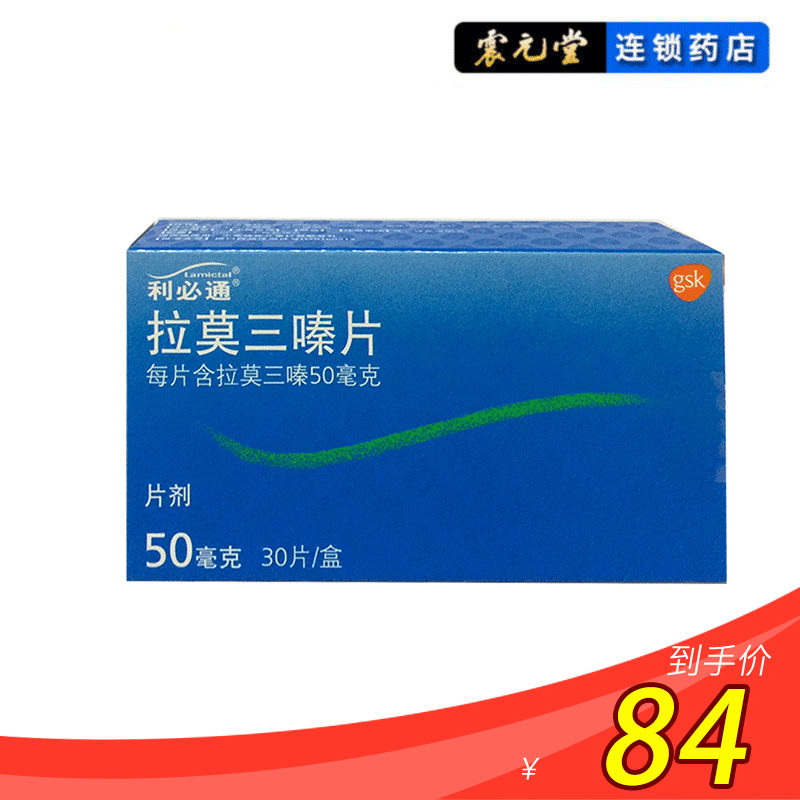 震元堂 连锁药店
Lamictal®
利必通®
gsk
拉莫三嗪片
每片含拉莫三嗪50毫克
片剂
50毫克 30片/盒
到手价
¥ 84